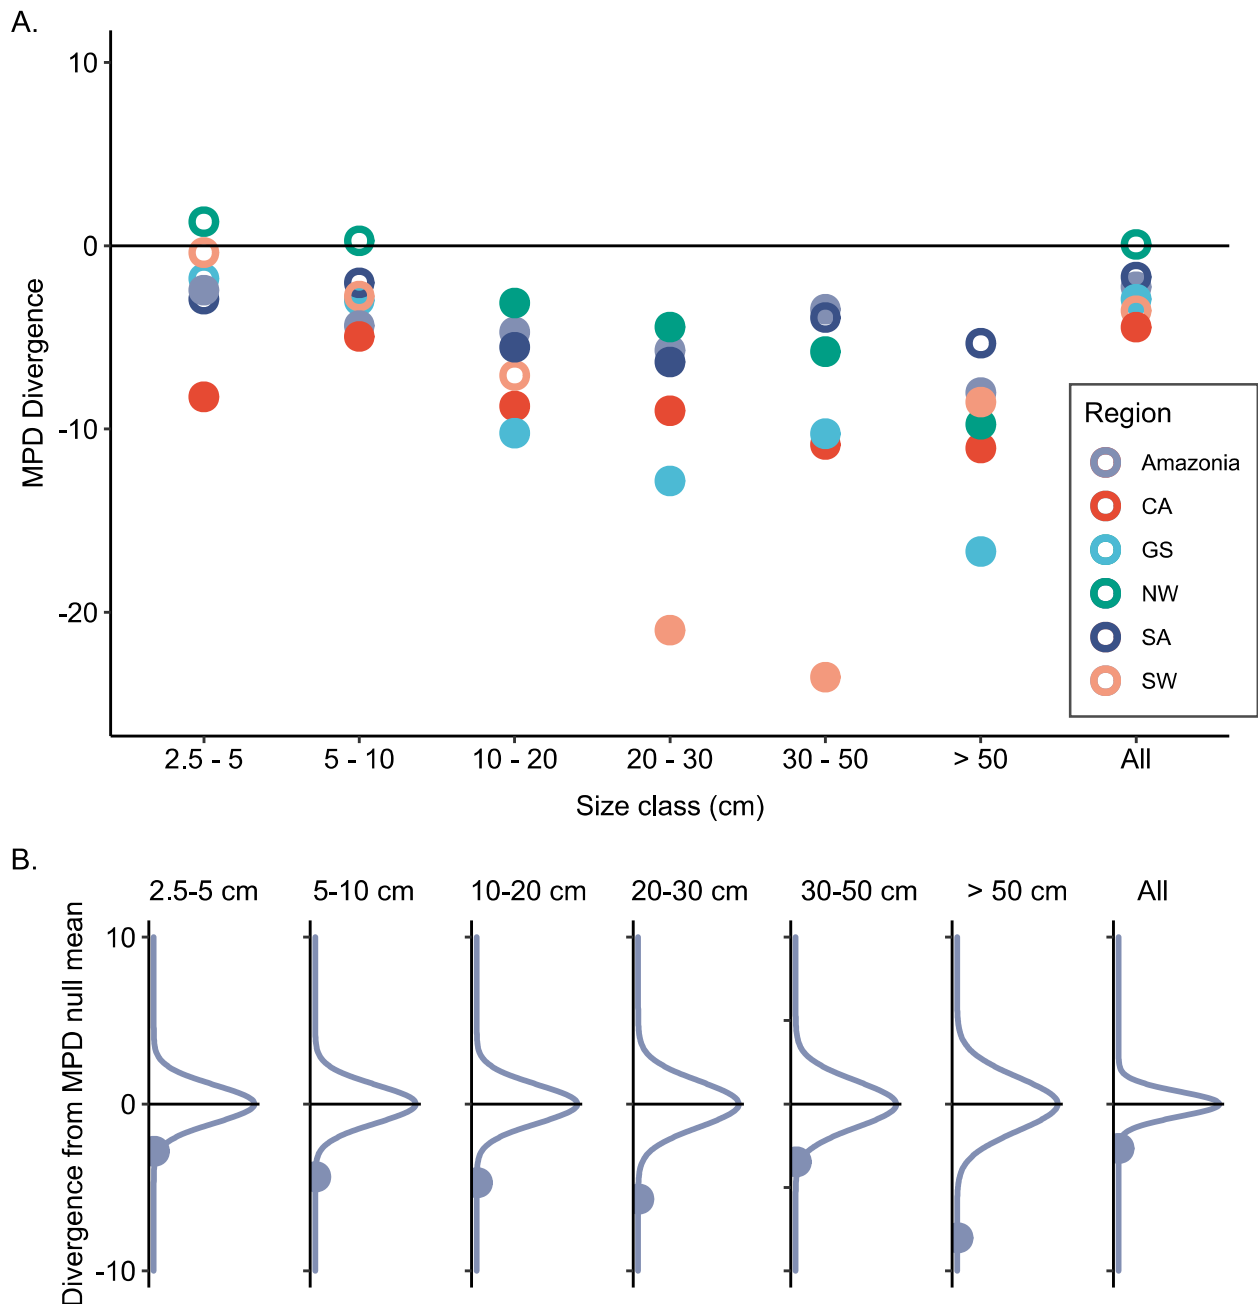 A.
MPD Divergence
10
0
-10
-20
2.5 - 5
5 - 10
10 - 20
20 - 30
30 - 50
> 50
All
Size class (cm)
Region
Amazonia
CA
GS
NW
SA
SW
B.
2.5-5 cm
5-10 cm
10-20 cm
20-30 cm
30-50 cm
> 50 cm
All
Divergence from MPD null mean
10
0
-10